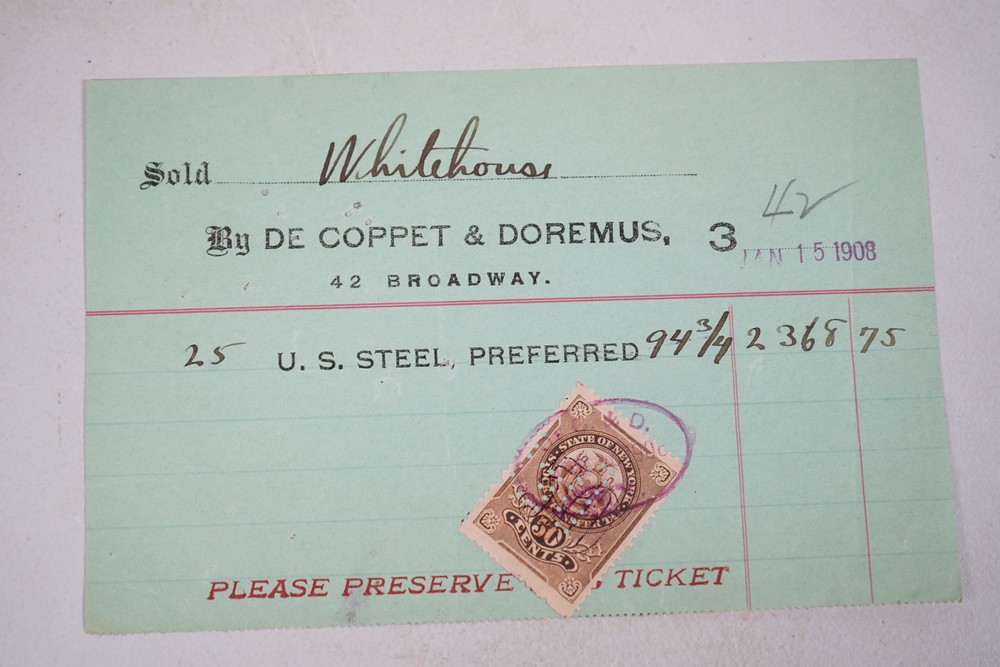 Sold Whitehouse
42
By DE COPPET & DOREMUS, 3
JAN 15 1908
42 BROADWAY.
25 U. S. STEEL, PREFERRED 94 3/4 2368 75
& D.
STATE OF NEW YORK
50
CENTS
PLEASE PRESERVE TICKET